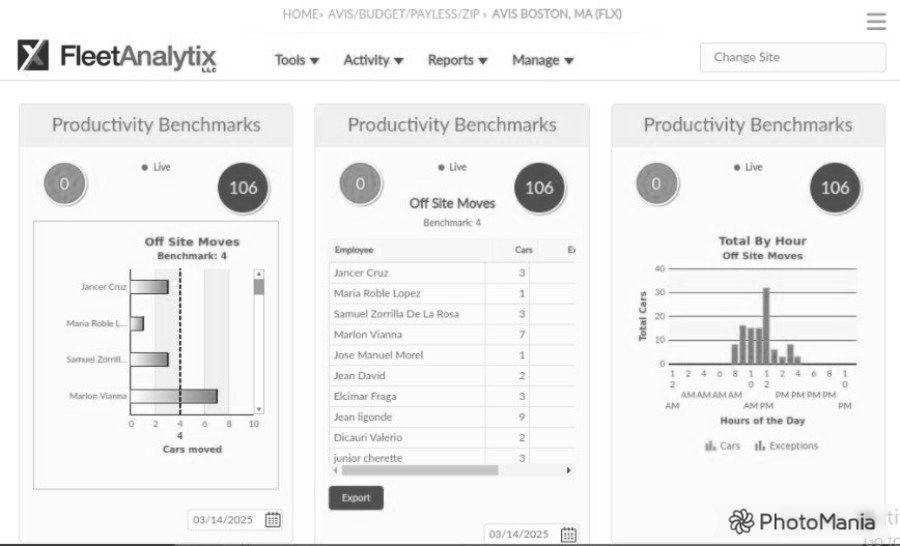 HOME» AVIS/BUDGET/PAYLESS/ZIP » AVIS BOSTON, MA (FLX)
FleetAnalytix
LLC
Tools ▼ Activity ▼ Reports ▼ Manage ▼
Change Site
Productivity Benchmarks
0
Live
106
Off Site Moves
Benchmark: 4
Jancer Cruz
Maria Roble L...
Samuel Zorrill...
Marlon Vianna
0 2 4 6 8 10
4
Cars moved
03/14/2025
Productivity Benchmarks
0
Live
106
Off Site Moves
Benchmark: 4
Employee Cars Ex
Jancer Cruz 3
Maria Roble Lopez 1
Samuel Zorrilla De La Rosa 3
Marlon Vianna 7
Jose Manuel Morel 1
Jean David 2
Elcimar Fraga 3
Jean ligonde 9
Dicauri Valerio 2
junior cherette 3
Export
03/14/2025
Productivity Benchmarks
0
Live
106
Total By Hour
Off Site Moves
Total Cars
40
30
20
10
0
1 2 4 6 8 1 1 2 4 6 8 1
2 0 2 0
AM AM AM AM PM PM PM PM
AM AM PM PM
Hours of the Day
Cars Exceptions
PhotoMania